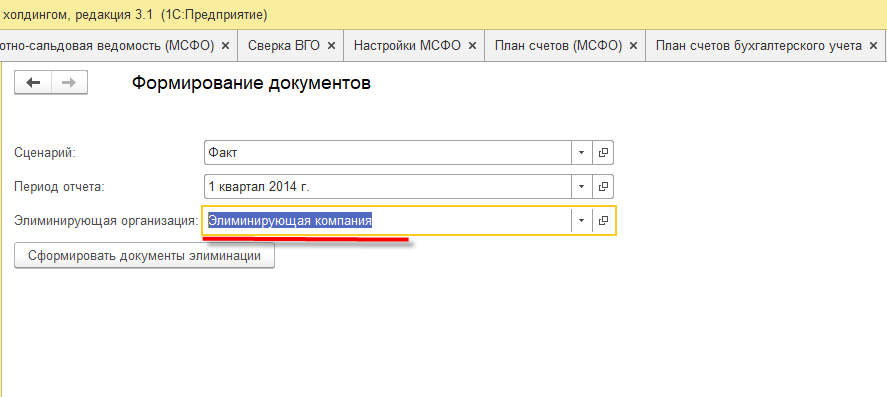 холдингом, редакция 3.1 (1С:Предприятие)
отно-сальдовая ведомость (МСФО) × Сверка ВГО × Настройки МСФО × План счетов (МСФО) × План счетов бухгалтерского учета ×
Формирование документов
Сценарий: Факт
Период отчета: 1 квартал 2014 г.
Элиминирующая организация: Элиминирующая компания
Сформировать документы элиминации